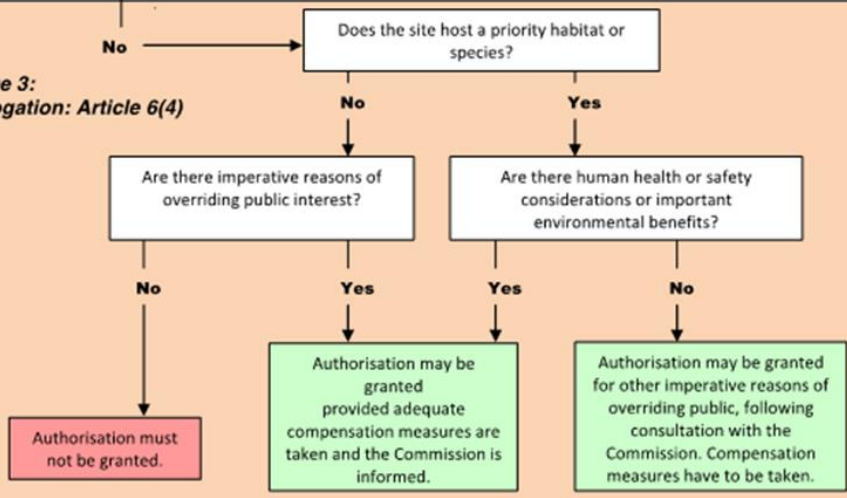 Does the site host a priority habitat or
species?
No
e 3:
ogation: Article 6(4)
No
Yes
Are there imperative reasons of
overriding public interest?
Are there human health or safety
considerations or important
environmental benefits?
No
Yes
Yes
No
Authorisation must
not be granted.
Authorisation may be
granted
provided adequate
compensation measures are
taken and the Commission is
informed.
Authorisation may be granted
for other imperative reasons of
overriding public, following
consultation with the
Commission. Compensation
measures have to be taken.